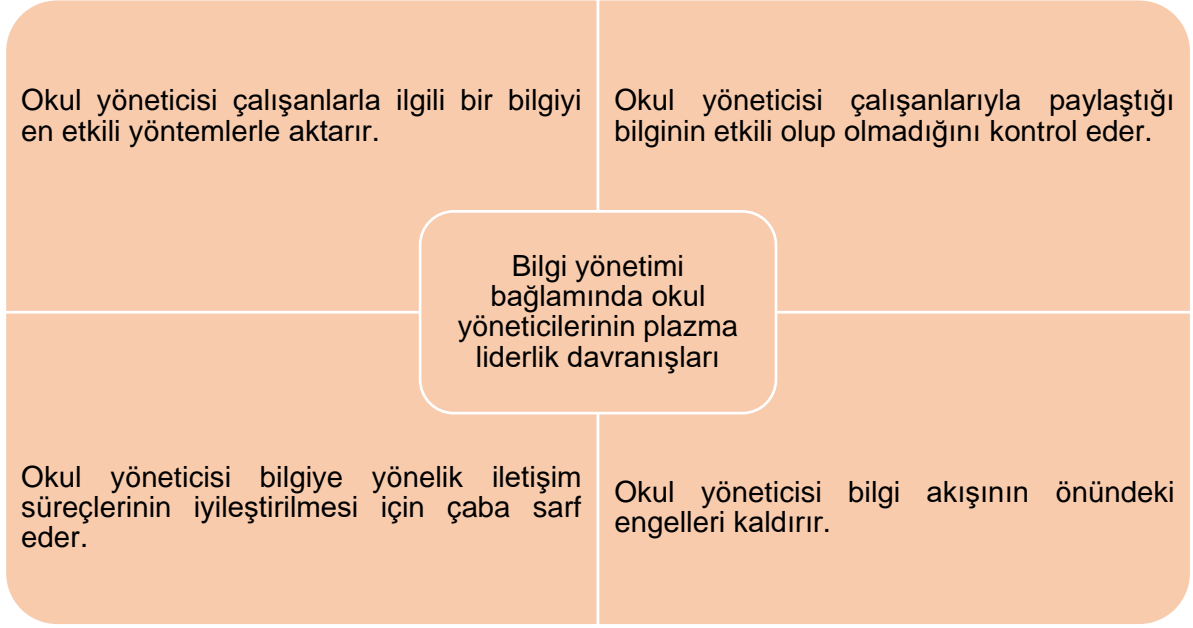 Okul yöneticisi çalışanlarla ilgili bir bilgiyi
en etkili yöntemlerle aktarır.
Okul yöneticisi çalışanlarıyla paylaştığı
bilginin etkili olup olmadığını kontrol eder.
Bilgi yönetimi
bağlamında okul
yöneticilerinin plazma
liderlik davranışları
Okul yöneticisi bilgiye yönelik iletişim
süreçlerinin iyileştirilmesi için çaba sarf
eder.
Okul yöneticisi bilgi akışının önündeki
engelleri kaldırır.